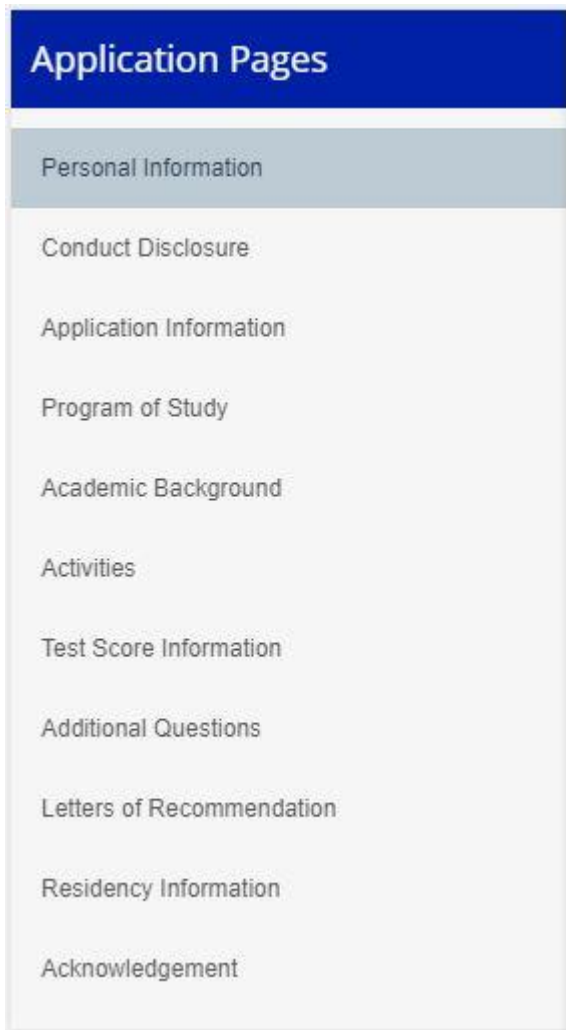 Application Pages
Personal Information
Conduct Disclosure
Application Information
Program of Study
Academic Background
Activities
Test Score Information
Additional Questions
Letters of Recommendation
Residency Information
Acknowledgement